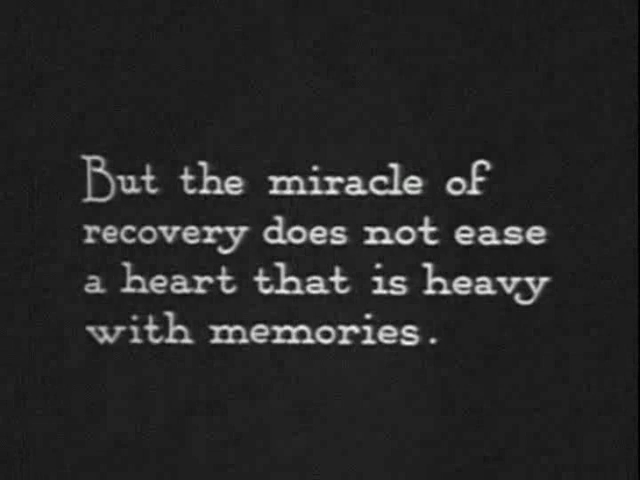 But the miracle of
recovery does not ease
a heart that is heavy
with memories.